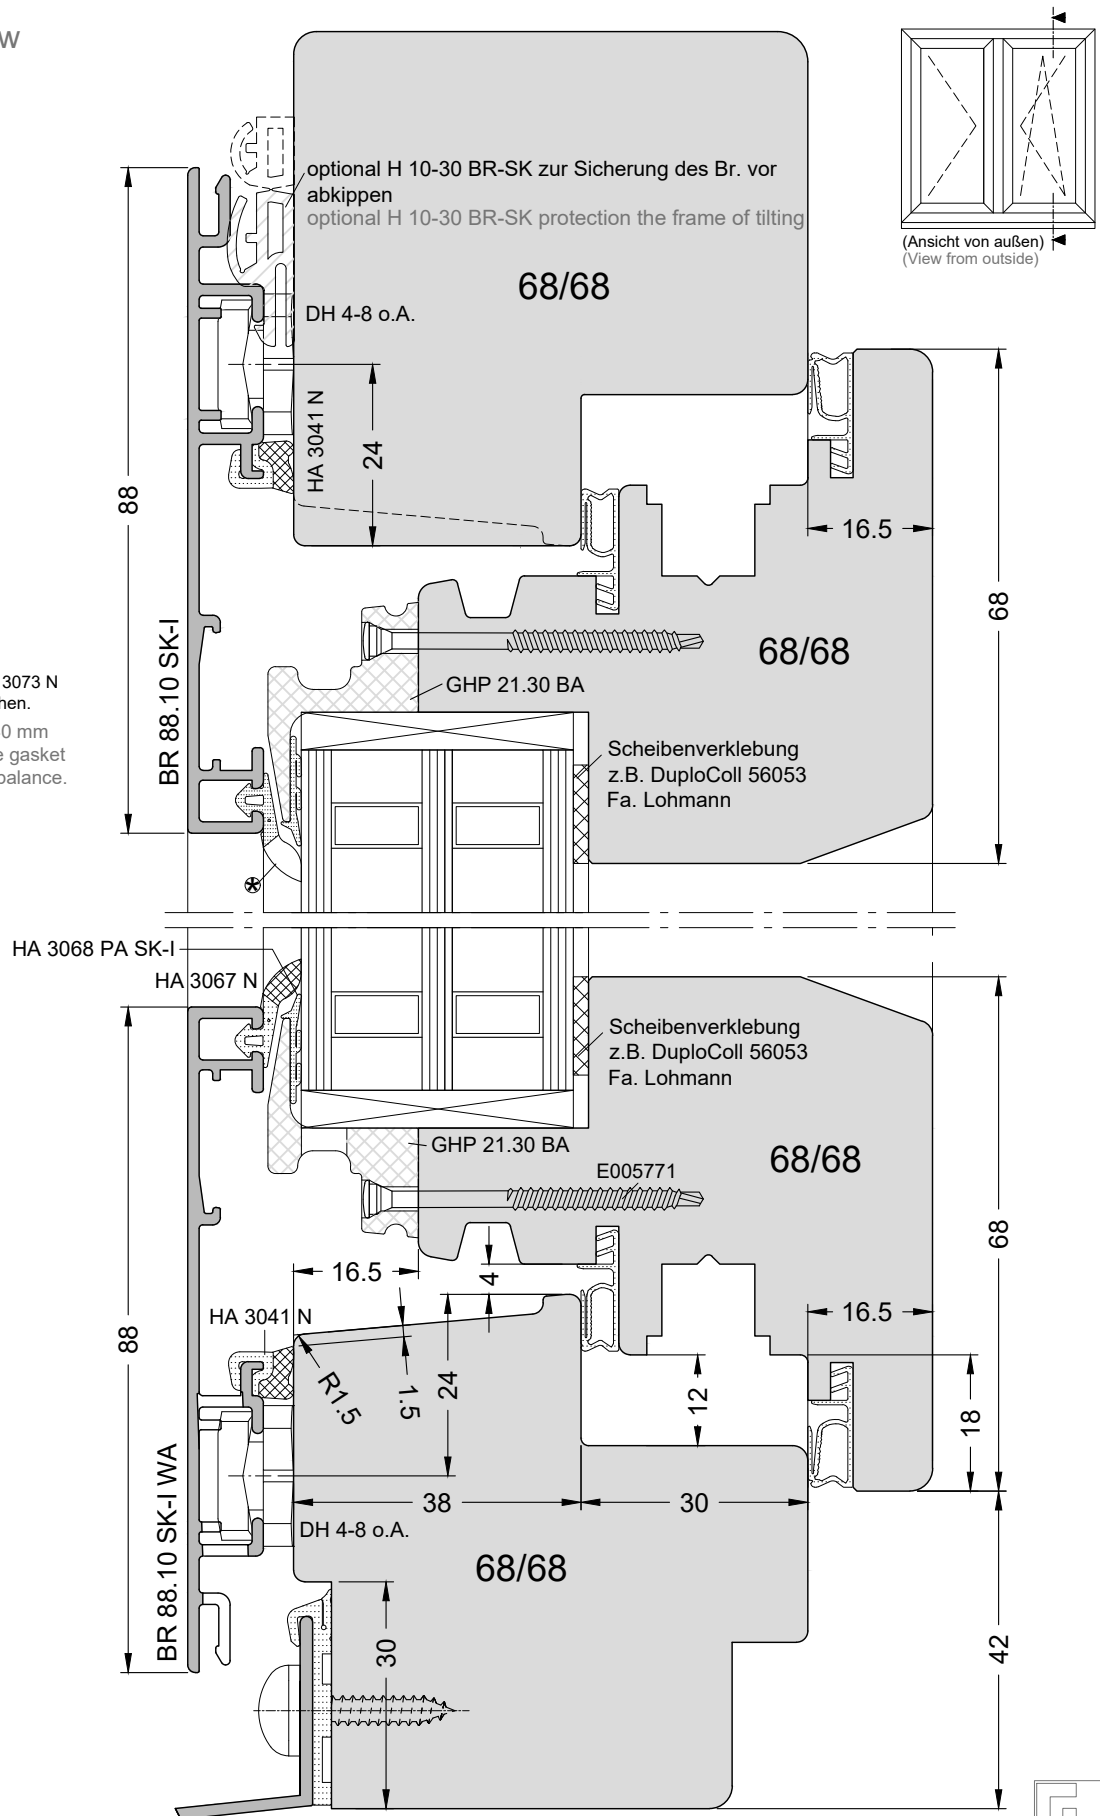 w
optional H 10-30 BR-SK zur Sicherung des Br. vor
abkippen
optional H 10-30 BR-SK protection the frame of tilting
(Ansicht von außen)
(View from outside)
68/68
DH 4-8 o.A.
HA 3041 N
24
88
16.5
68
68/68
BR 88.10 SK-I
3073 N
hen.
0 mm
e gasket
balance.
GHP 21.30 BA
Scheibenverklebung
z.B. DuploColl 56053
Fa. Lohmann
HA 3068 PA SK-I
HA 3067 N
Scheibenverklebung
z.B. DuploColl 56053
Fa. Lohmann
GHP 21.30 BA
68/68
E005771
68
16.5
4
16.5
HA 3041 N
88
R1.5
1.5
24
12
18
BR 88.10 SK-I WA
38
30
DH 4-8 o.A.
68/68
30
42